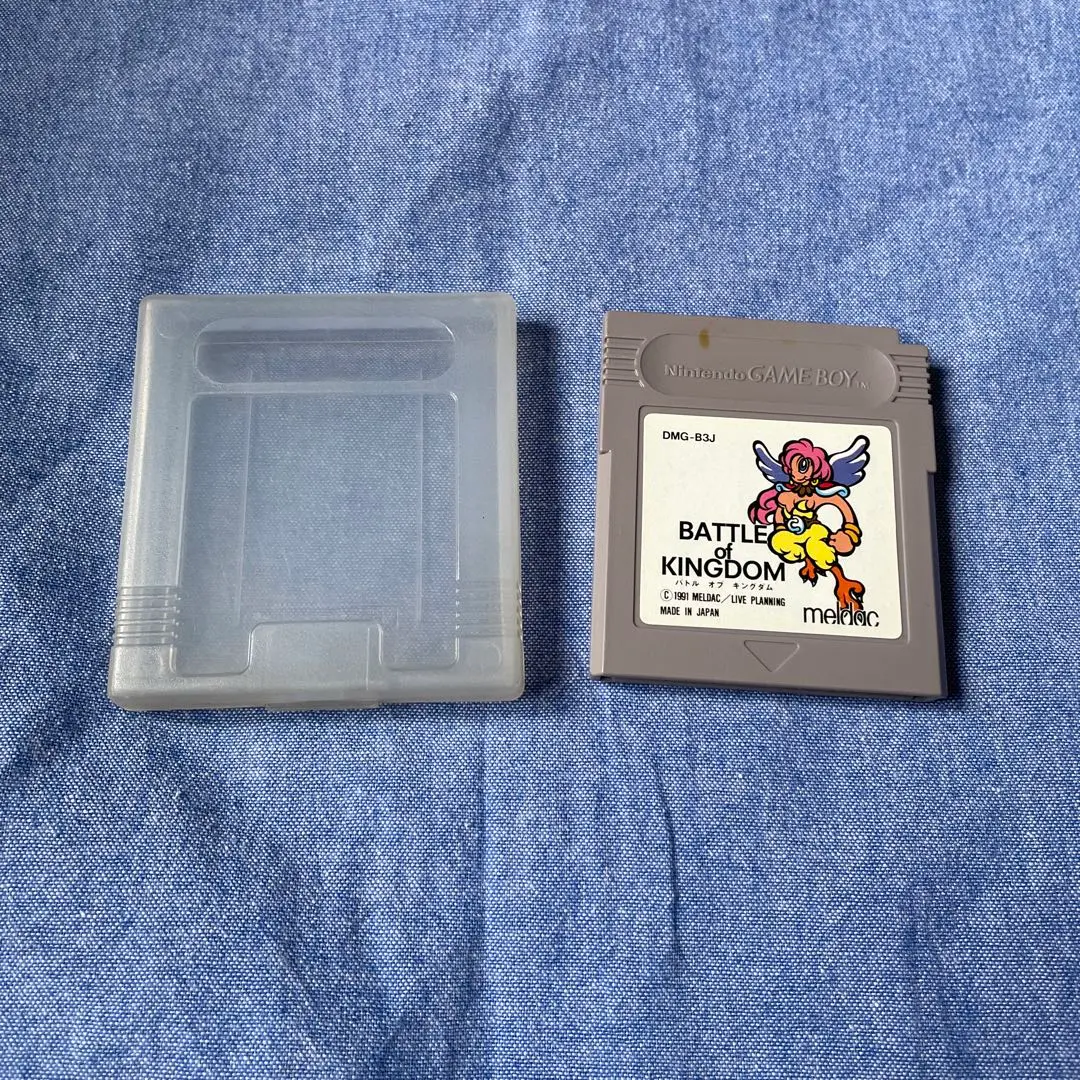 Nintendo GAME BOY TM
DMG-B3J
BATTLE
of
KINGDOM
バトル オブ キングダム
© 1991 MELDAC/LIVE PLANNING
MADE IN JAPAN
meldac